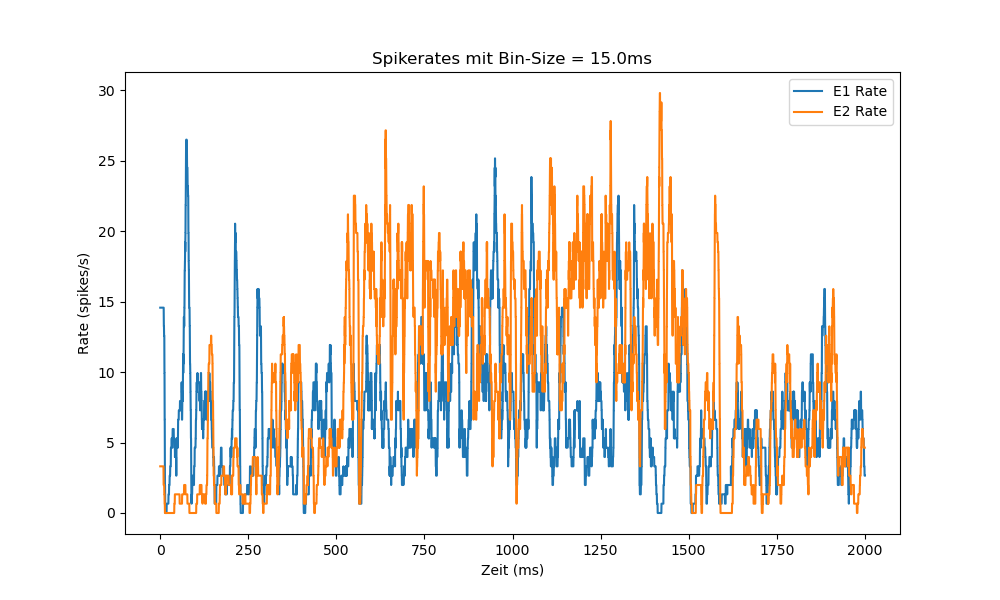 Spikerates mit Bin-Size = 15.0ms
E1 Rate
E2 Rate
30
25
20
15
10
5
0
Rate (spikes/s)
0 250 500 750 1000 1250 1500 1750 2000
Zeit (ms)